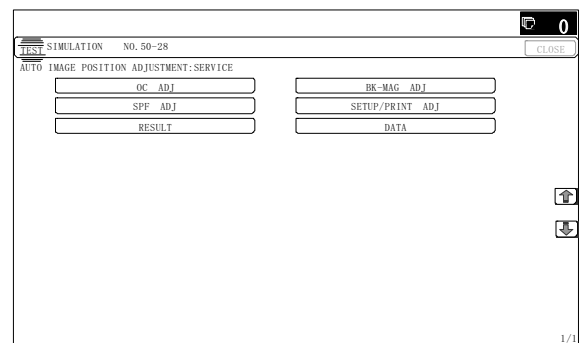 0
TEST SIMULATION NO.50-28 CLOSE
AUTO IMAGE POSITION ADJUSTMENT:SERVICE
OC ADJ BK-MAG ADJ
SPF ADJ SETUP/PRINT ADJ
RESULT DATA
1/1